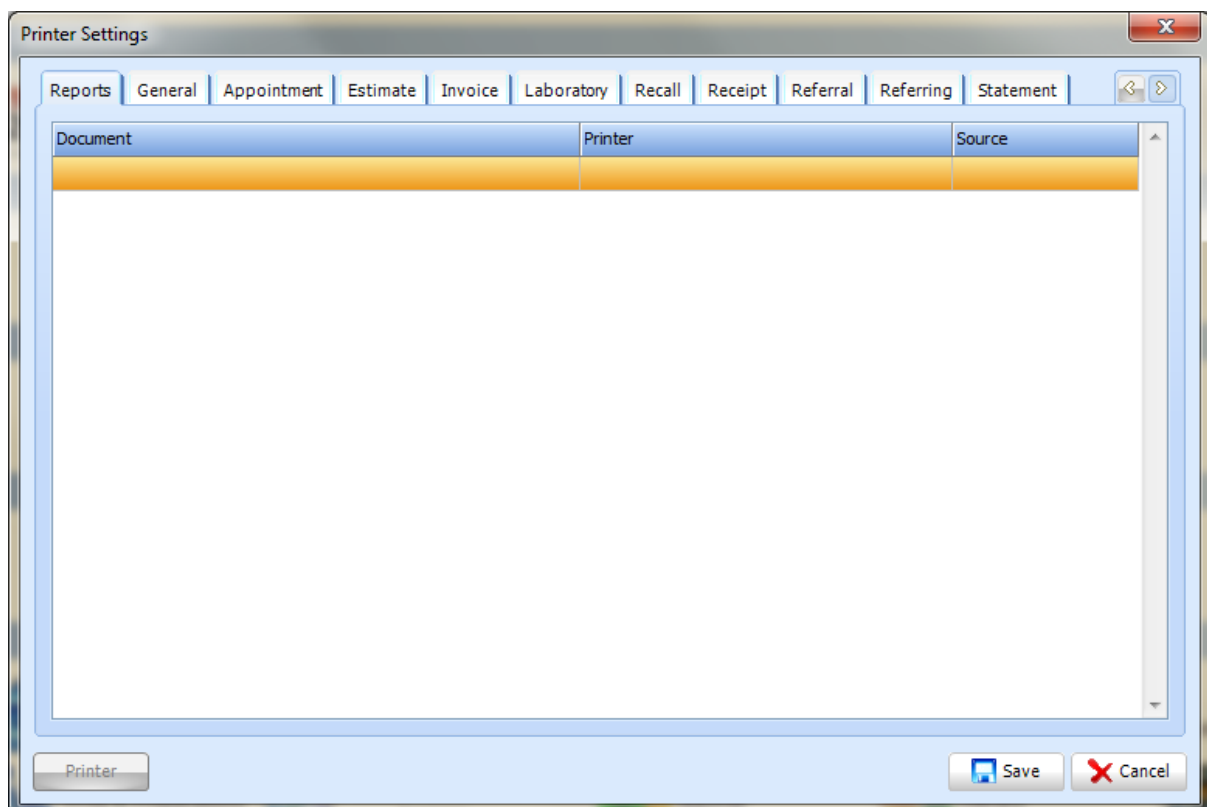 Printer Settings
Reports General Appointment Estimate Invoice Laboratory Recall Receipt Referral Referring Statement
Document Printer Source
Printer Save Cancel